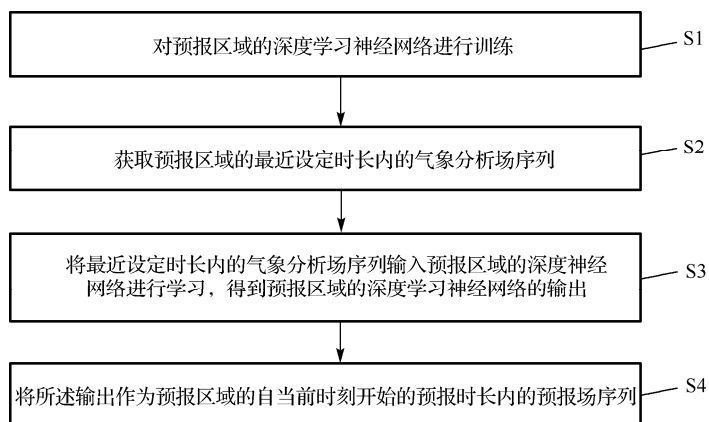 对预报区域的深度学习神经网络进行训练
S1
获取预报区域的最近设定时长内的气象分析场序列
S2
将最近设定时长内的气象分析场序列输入预报区域的深度神经
网络进行学习，得到预报区域的深度学习神经网络的输出
S3
将所述输出作为预报区域的自当前时刻开始的预报时长内的预报场序列
S4